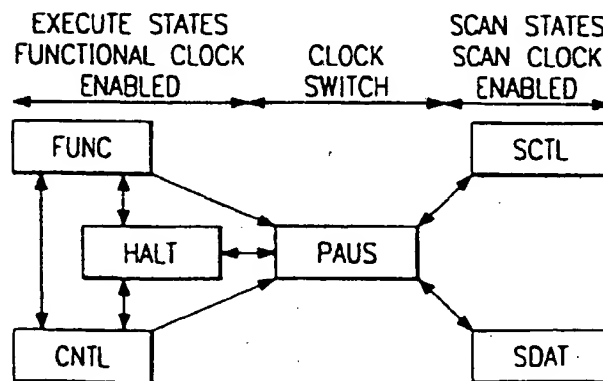 EXECUTE STATES
FUNCTIONAL CLOCK
ENABLED
CLOCK
SWITCH
SCAN STATES
SCAN CLOCK
ENABLED
FUNC
SCTL
HALT
PAUS
CNTL
SDAT